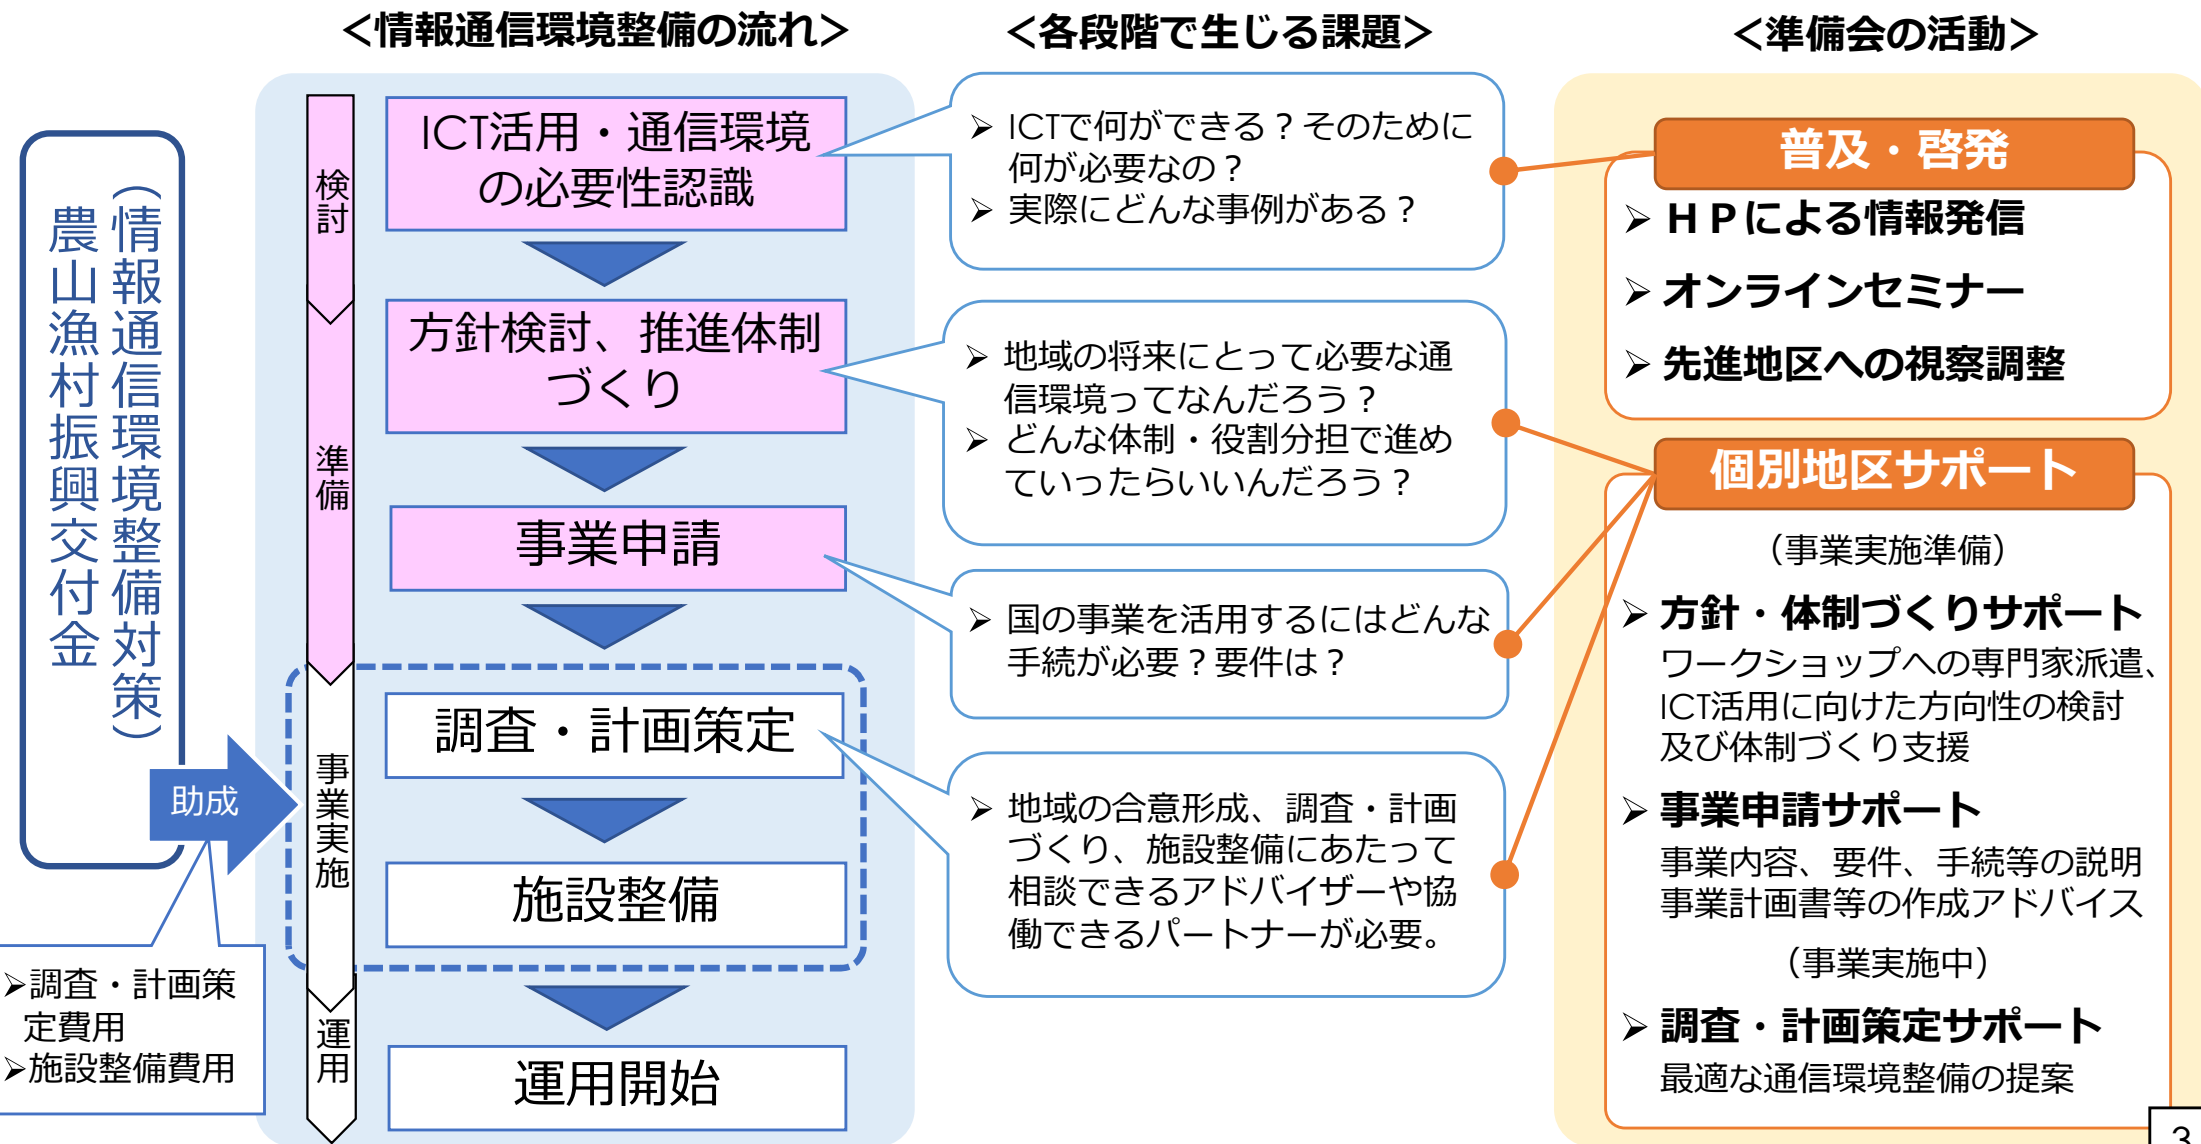 ＜情報通信環境整備の流れ＞
＜各段階で生じる課題＞
＜準備会の活動＞
農山漁村振興交付金
（情報通信環境整備対策）
助成
➢調査・計画策
定費用
➢施設整備費用
検討
準備
事業実施
運用
ICT活用・通信環境
の必要性認識
方針検討、推進体制
づくり
事業申請
調査・計画策定
施設整備
運用開始
➢ ICTで何ができる？そのために
何が必要なの？
➢ 実際にどんな事例がある？
➢ 地域の将来にとって必要な通
信環境ってなんだろう？
➢ どんな体制・役割分担で進め
ていったらいいんだろう？
➢ 国の事業を活用するにはどんな
手続が必要？要件は？
➢ 地域の合意形成、調査・計画
づくり、施設整備にあたって
相談できるアドバイザーや協
働できるパートナーが必要。
普及・啓発
➢ ＨＰによる情報発信
➢ オンラインセミナー
➢ 先進地区への視察調整
個別地区サポート
（事業実施準備）
➢ 方針・体制づくりサポート
ワークショップへの専門家派遣、
ICT活用に向けた方向性の検討
及び体制づくり支援
➢ 事業申請サポート
事業内容、要件、手続等の説明
事業計画書等の作成アドバイス
（事業実施中）
➢ 調査・計画策定サポート
最適な通信環境整備の提案
3